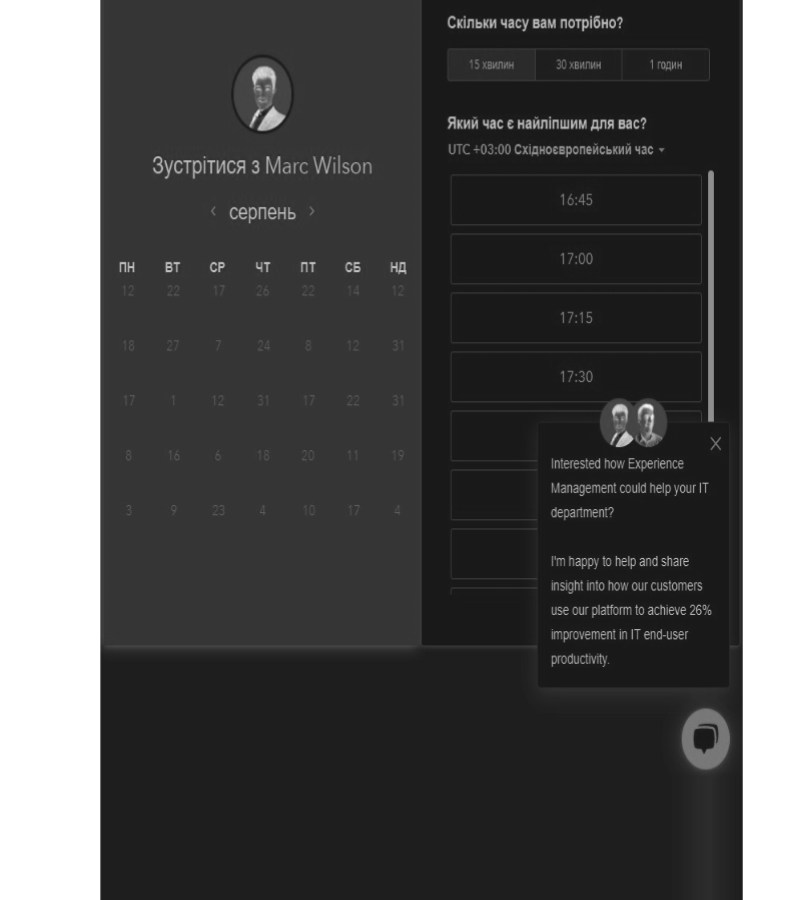 Зустрітися з Marc Wilson
серпень
ПН ВТ СР ЧТ ПТ СБ НД
12 22 17 26 22 14 12
18 27 7 24 8 12 31
17 1 12 31 17 22 31
8 16 6 18 20 11 19
3 9 23 4 10 17 4
Скільки часу вам потрібно?
15 хвилин 30 хвилин 1 годин
Який час є найліпшим для вас?
UTC +03:00 Східноєвропейський час
16:45
17:00
17:15
17:30
Interested how Experience
Management could help your IT
department?
I'm happy to help and share
insight into how our customers
use our platform to achieve 26%
improvement in IT end-user
productivity.